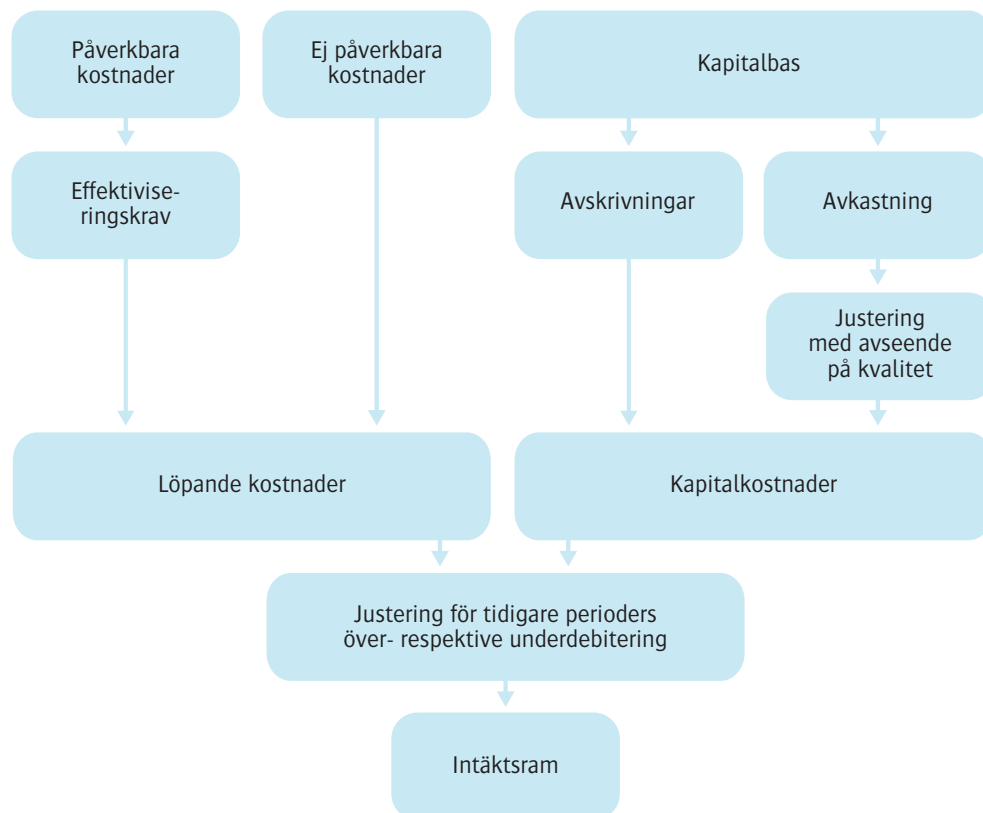 Påverkbara
kostnader
Ej påverkbara
kostnader
Kapitalbas
Effektivise-
ringskrav
Avskrivningar
Avkastning
Justering
med avseende
på kvalitet
Löpande kostnader
Kapitalkostnader
Justering för tidigare perioders
över- respektive underdebitering
Intäktsram